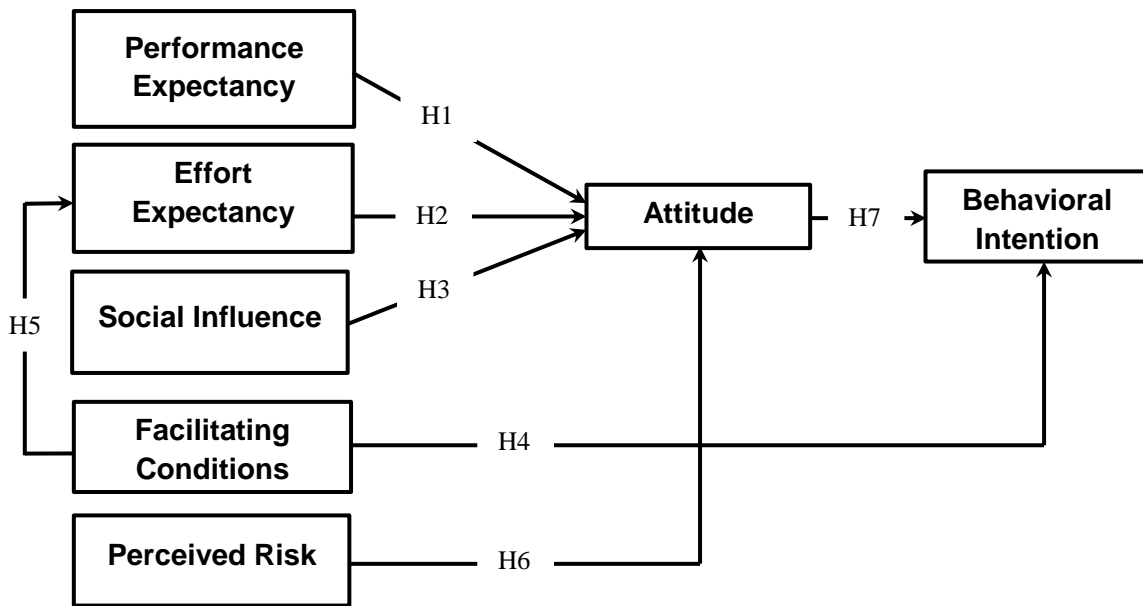 Performance
Expectancy
H1
Effort
Expectancy
H2
Attitude
H7
Behavioral
Intention
H3
Social Influence
H5
Facilitating
Conditions
H4
Perceived Risk
H6